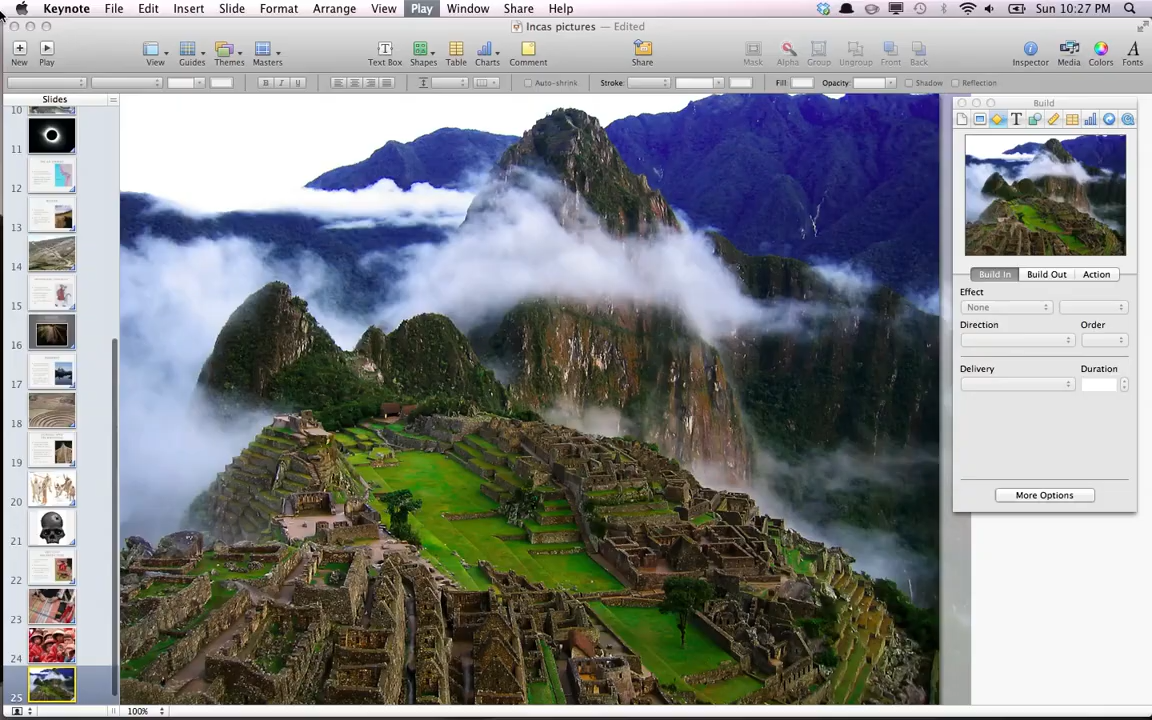 Keynote File Edit Insert Slide Format Arrange View Play Window Share Help Sun 10:27 PM
Incas pictures — Edited
New Play View Guides Themes Masters Text Box Shapes Table Charts Comment Share Mask Alpha Group Ungroup Front Back Inspector Media Colors Fonts
B I U Auto-shrink Stroke: Fill: Opacity: Shadow Reflection
Slides
Build
10
11
12
13
14
15
16
17
18
19
20
21
22
23
24
25
Build In Build Out Action
Effect
None
Direction Order
Delivery Duration
More Options
100%